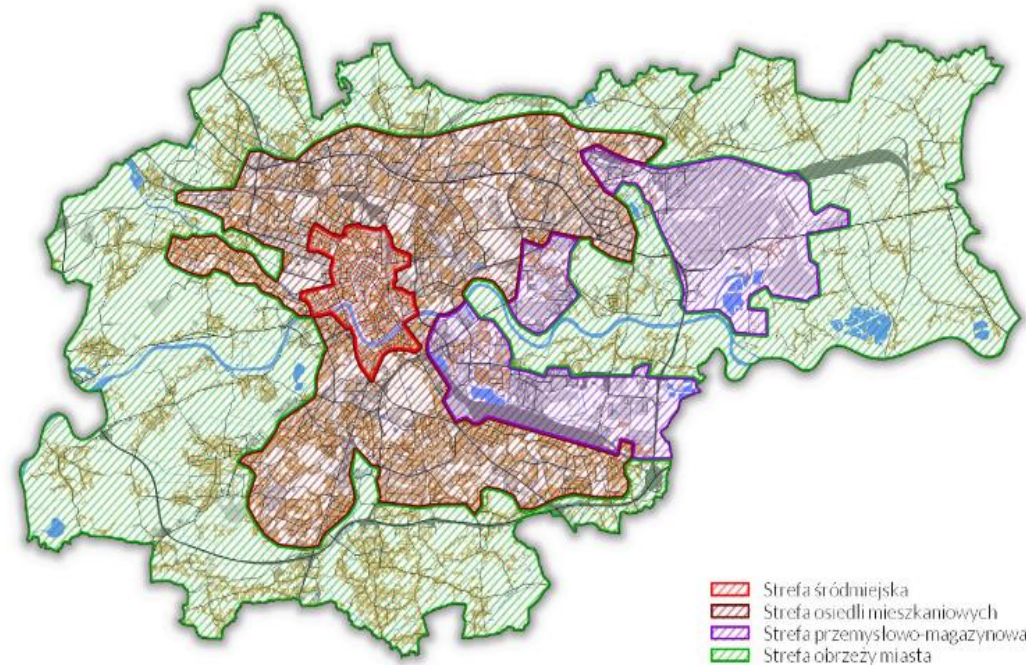 Strefa śródmiejska
Strefa osiedli mieszkaniowych
Strefa przemysłowo-magazynowa
Strefa obrzeży miasta